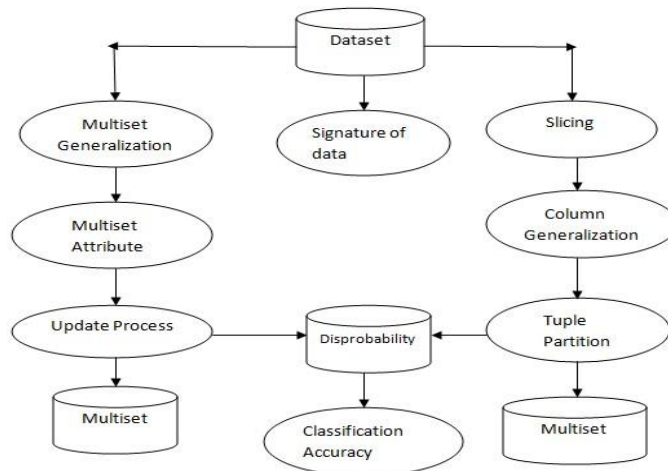 Dataset
Multiset
Generalization
Signature of
data
Slicing
Multiset
Attribute
Column
Generalization
Update Process
Disprobability
Tuple
Partition
Multiset
Classification
Accuracy
Multiset